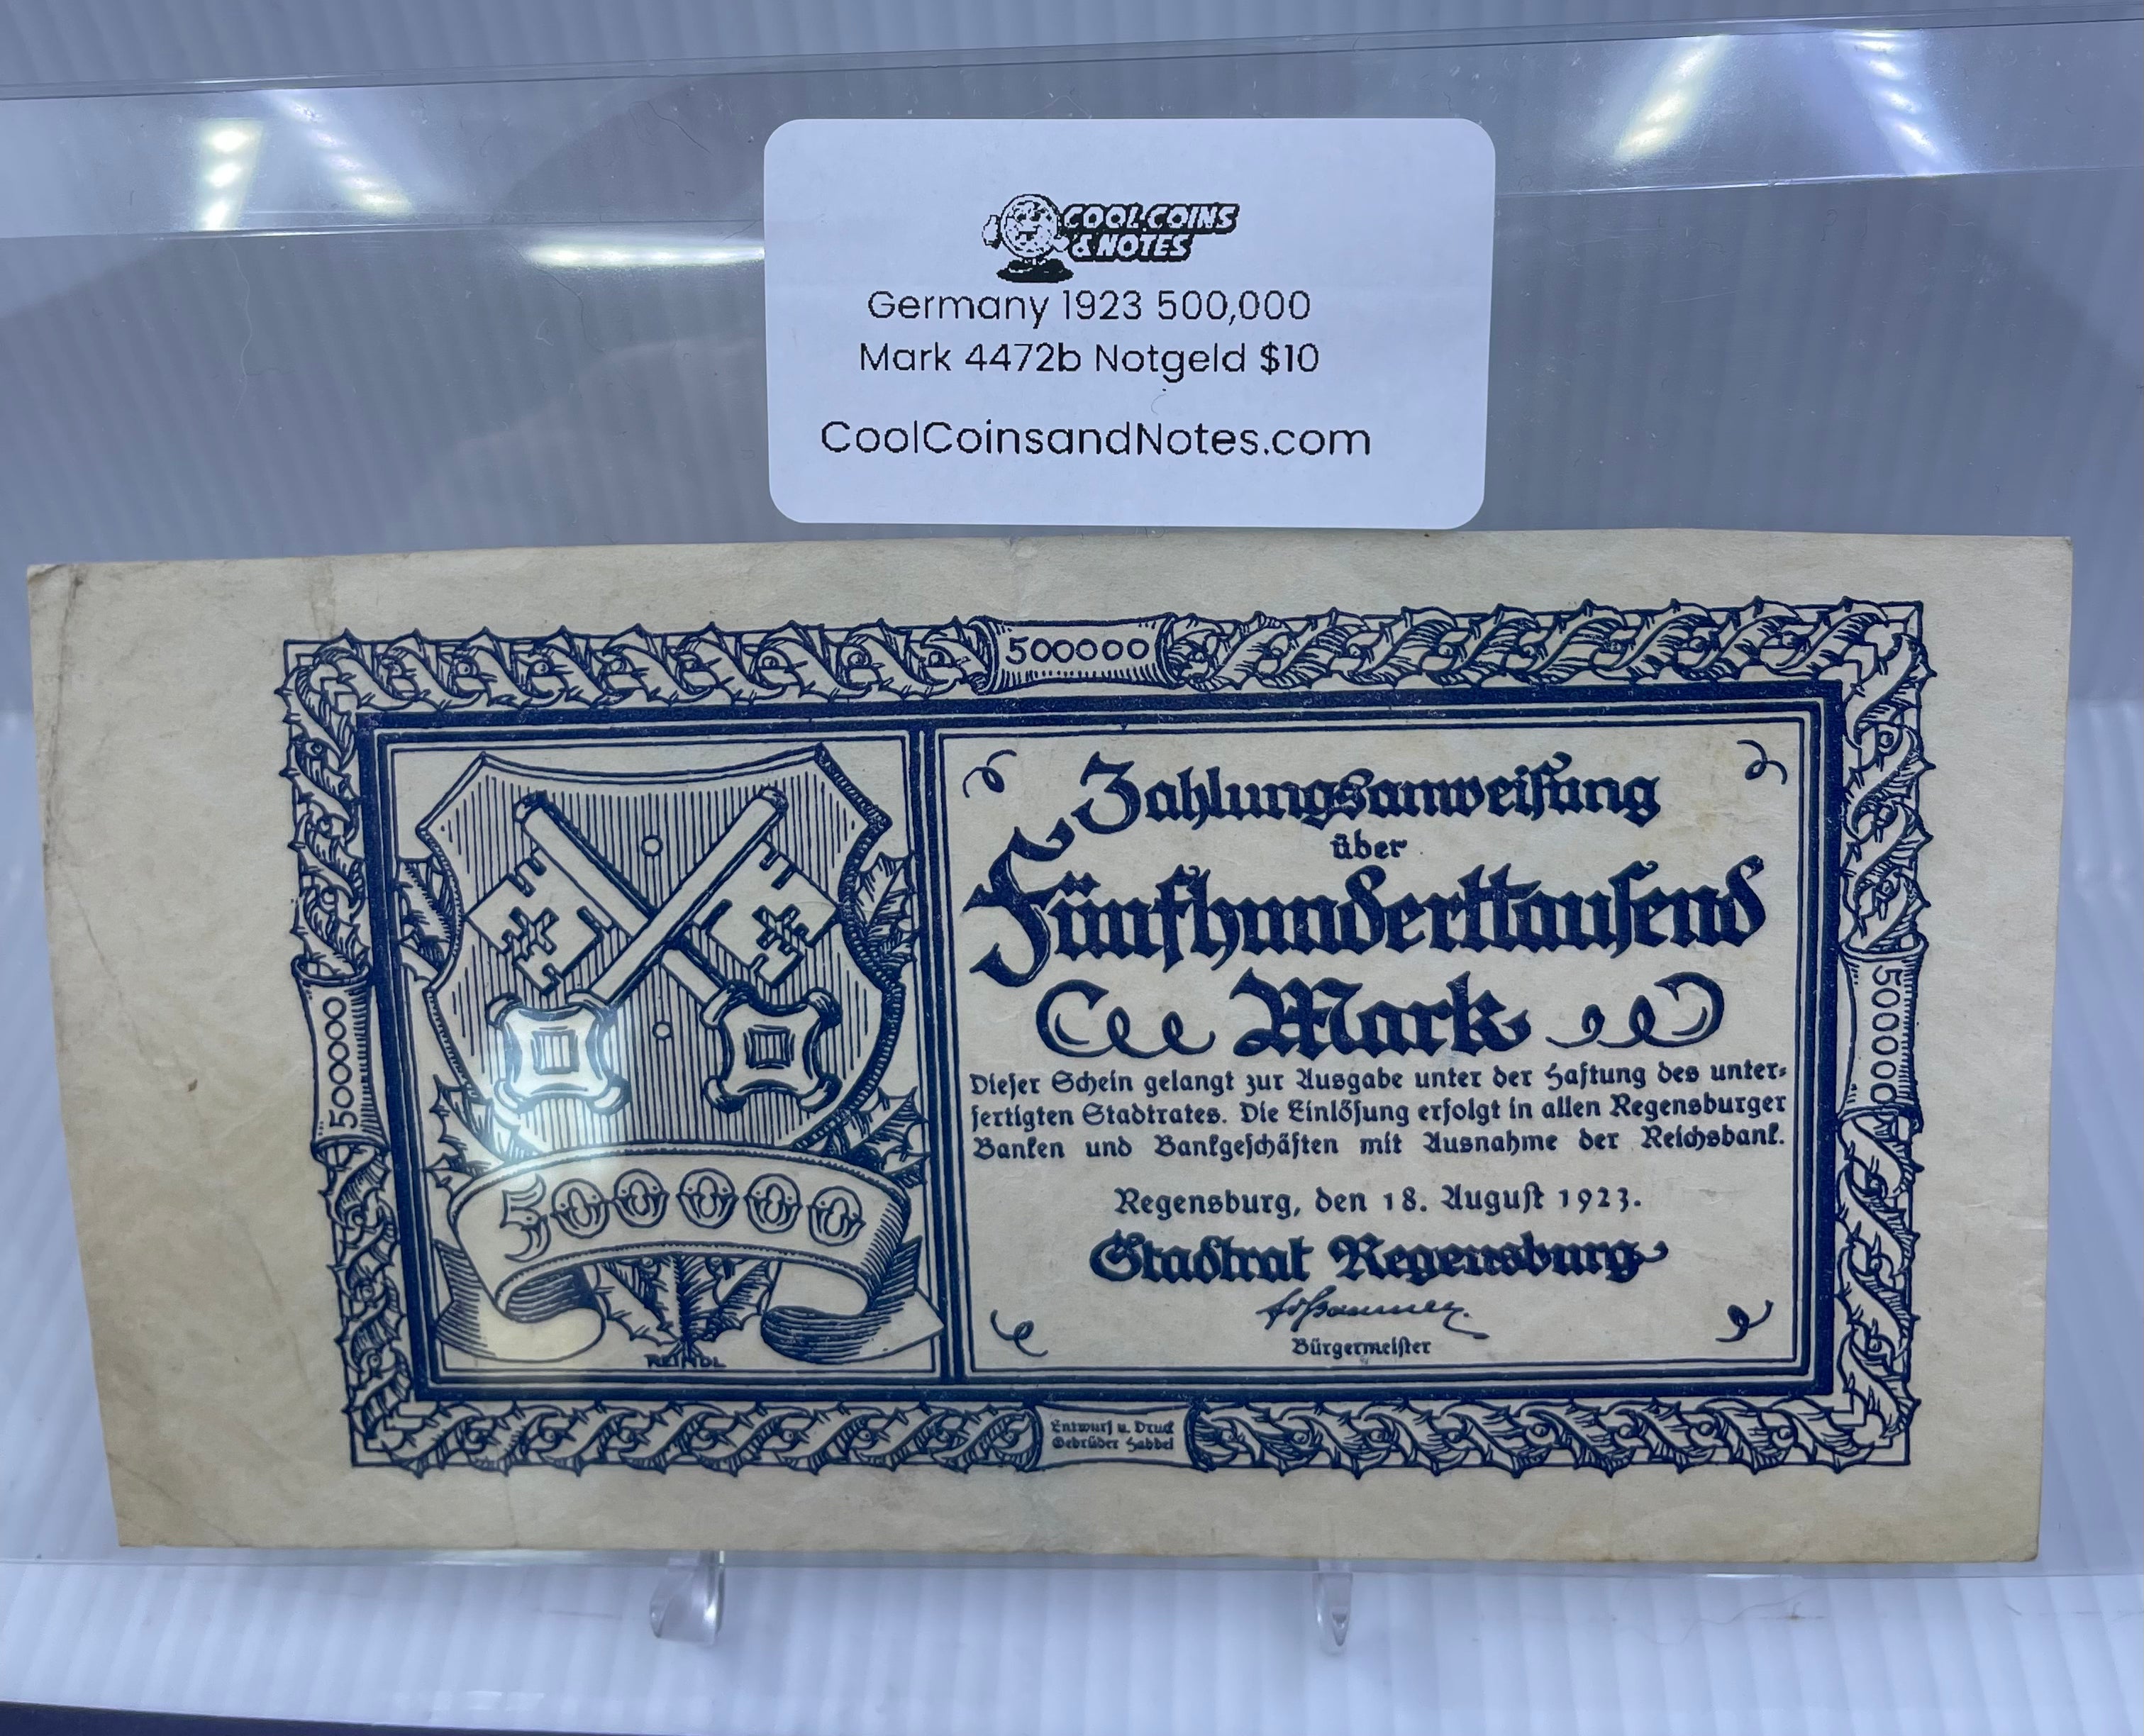 COOL COINS
& NOTES
Germany 1923 500,000
Mark 4472b Notgeld $10
CoolCoinsandNotes.com
500000
Zahlungsanweisung
über
Fünfhunderttausend
Mark
Dieser Schein gelangt zur Ausgabe unter der Haftung des unter-
fertigten Stadtrates. Die Einlösung erfolgt in allen Regensburger
Banken und Bankgeschäften mit Ausnahme der Reichsbank.
Regensburg, den 18. August 1923.
Stadtrat Regensburg
Bürgermeister
500000
500000
500000
REINDL
Entwurf u. Druck
Gebrüder Habbel